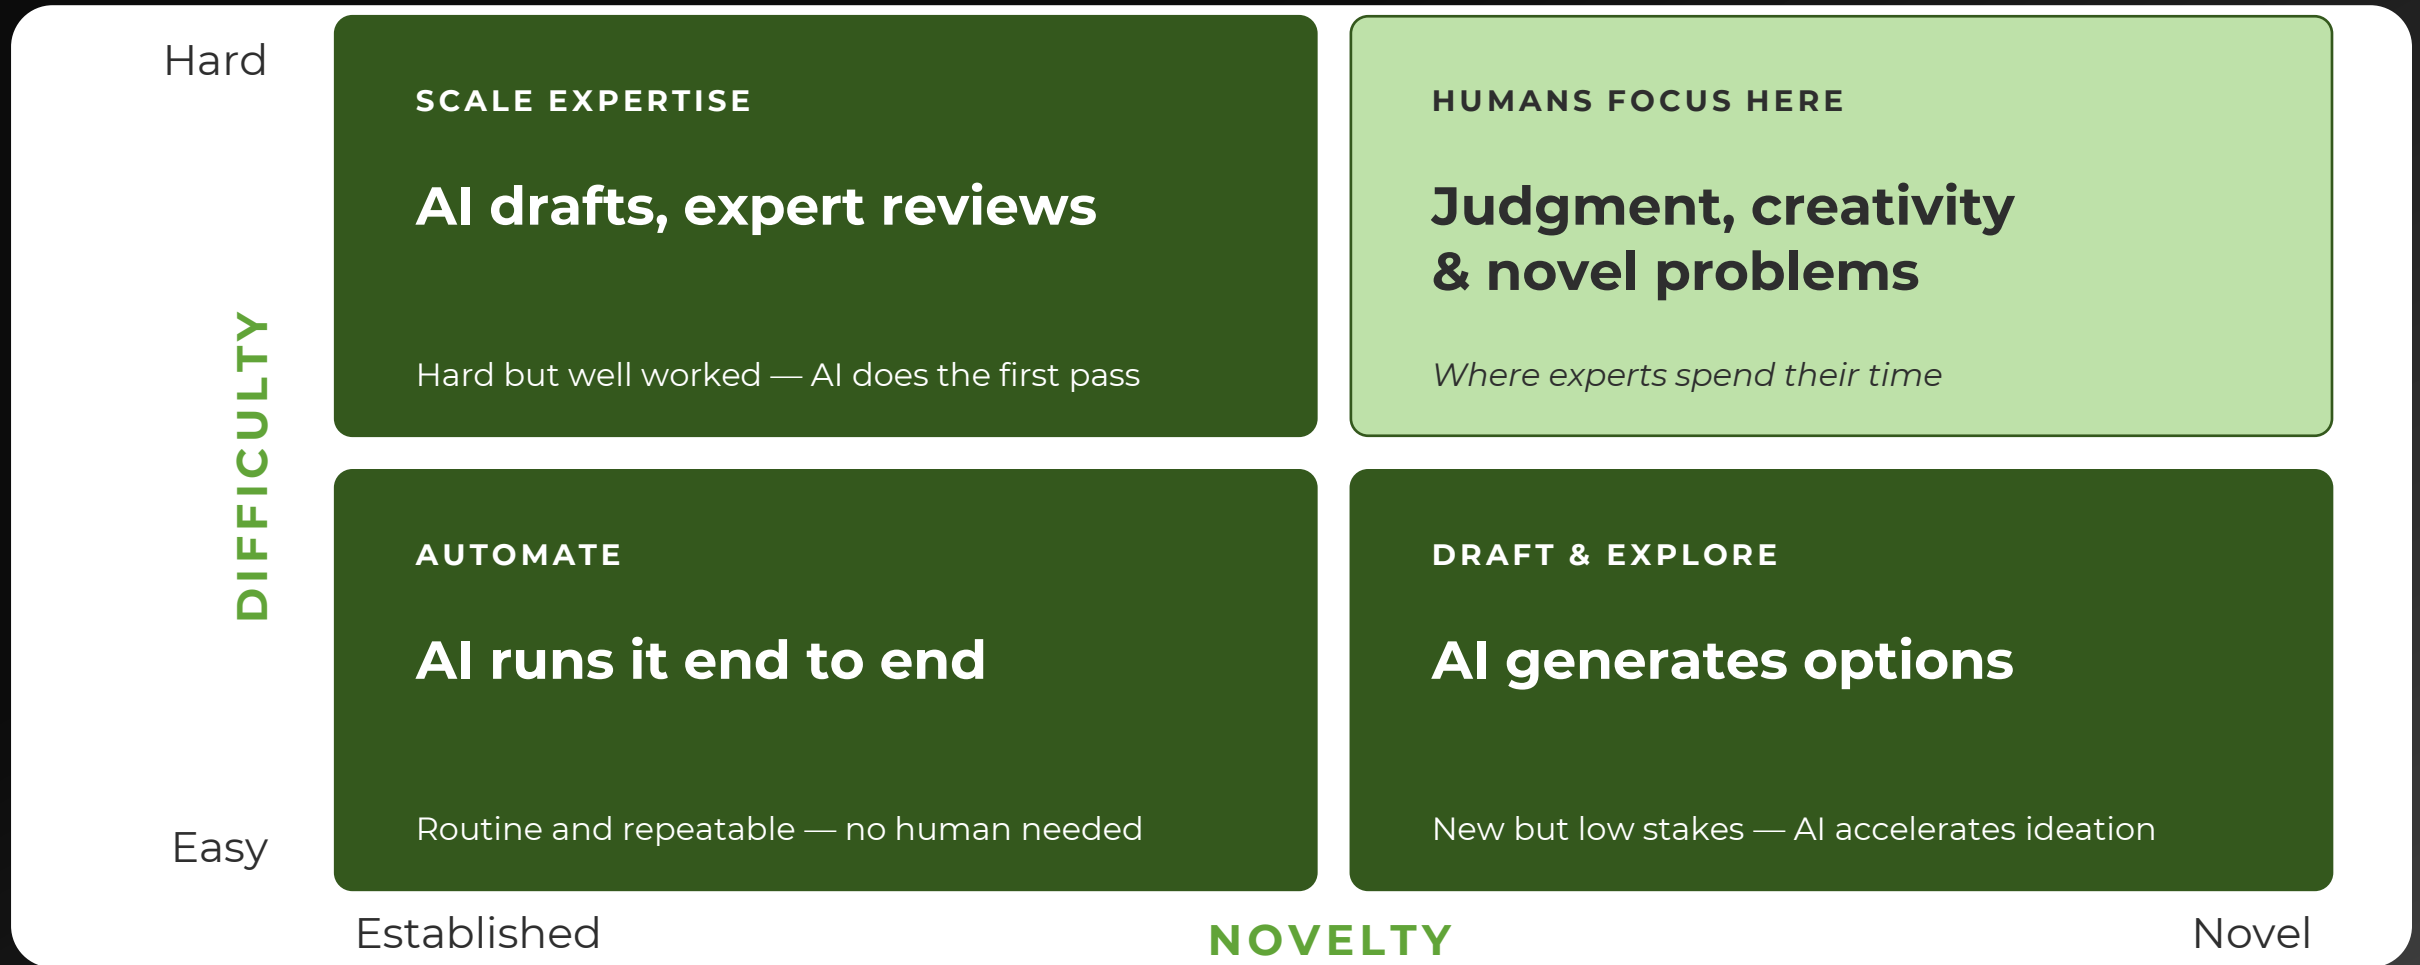 Hard
SCALE EXPERTISE
AI drafts, expert reviews
Hard but well worked — AI does the first pass
HUMANS FOCUS HERE
Judgment, creativity
& novel problems
Where experts spend their time
DIFFICULTY
AUTOMATE
AI runs it end to end
Routine and repeatable — no human needed
DRAFT & EXPLORE
AI generates options
New but low stakes — AI accelerates ideation
Easy
Established
NOVELTY
Novel